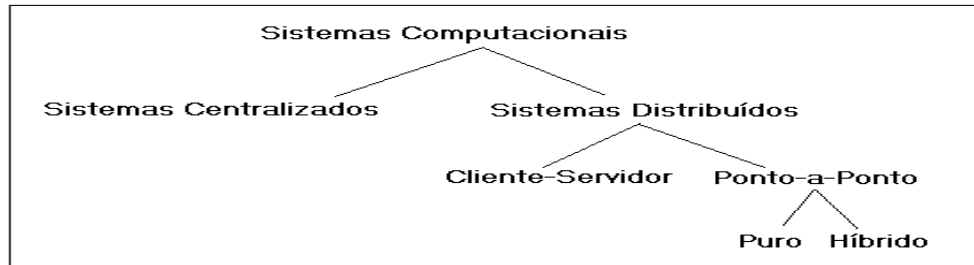 Sistemas Computacionais
Sistemas Centralizados
Sistemas Distribuídos
Cliente-Servidor
Ponto-a-Ponto
Puro
Híbrido